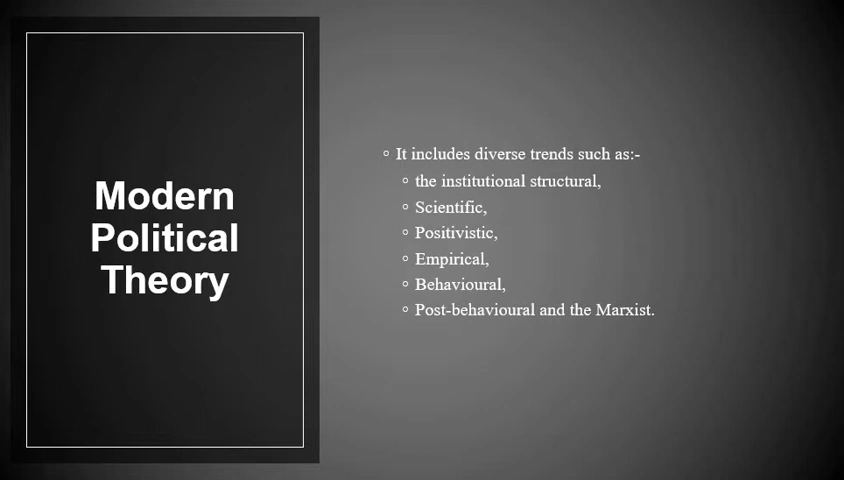 Modern
Political
Theory
It includes diverse trends such as:-
the institutional structural,
Scientific,
Positivistic,
Empirical,
Behavioural,
Post-behavioural and the Marxist.